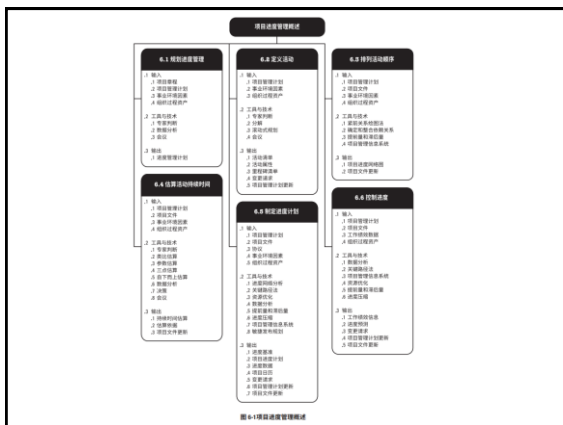 项目进度管理概述
6.1 规划进度管理
.1 输入
.1 项目章程
.2 项目管理计划
.3 事业环境因素
.4 组织过程资产
.2 工具与技术
.1 专家判断
.2 数据分析
.3 会议
.3 输出
.1 进度管理计划
6.2 定义活动
.1 输入
.1 项目管理计划
.2 事业环境因素
.3 组织过程资产
.2 工具与技术
.1 专家判断
.2 分解
.3 滚动式规划
.4 会议
.3 输出
.1 活动清单
.2 活动属性
.3 里程碑清单
.4 变更请求
.5 项目管理计划更新
6.3 排列活动顺序
.1 输入
.1 项目管理计划
.2 项目文件
.3 事业环境因素
.4 组织过程资产
.2 工具与技术
.1 紧前关系绘图法
.2 确定和整合依赖关系
.3 提前量和滞后量
.4 项目管理信息系统
.3 输出
.1 项目进度网络图
.2 项目文件更新
6.4 估算活动持续时间
.1 输入
.1 项目管理计划
.2 项目文件
.3 事业环境因素
.4 组织过程资产
.2 工具与技术
.1 专家判断
.2 类比估算
.3 参数估算
.4 三点估算
.5 自下而上估算
.6 数据分析
.7 决策
.8 会议
.3 输出
.1 持续时间估算
.2 估算依据
.3 项目文件更新
6.5 制定进度计划
.1 输入
.1 项目管理计划
.2 项目文件
.3 协议
.4 事业环境因素
.5 组织过程资产
.2 工具与技术
.1 进度网络分析
.2 关键路径法
.3 资源优化
.4 数据分析
.5 提前量和滞后量
.6 进度压缩
.7 项目管理信息系统
.8 敏捷发布规划
.3 输出
.1 进度基准
.2 项目进度计划
.3 进度数据
.4 项目日历
.5 变更请求
.6 项目管理计划更新
.7 项目文件更新
6.6 控制进度
.1 输入
.1 项目管理计划
.2 项目文件
.3 工作绩效数据
.4 组织过程资产
.2 工具与技术
.1 数据分析
.2 关键路径法
.3 项目管理信息系统
.4 资源优化
.5 提前量和滞后量
.6 进度压缩
.3 输出
.1 工作绩效信息
.2 进度预测
.3 变更请求
.4 项目管理计划更新
.5 项目文件更新
图 6-1项目进度管理概述